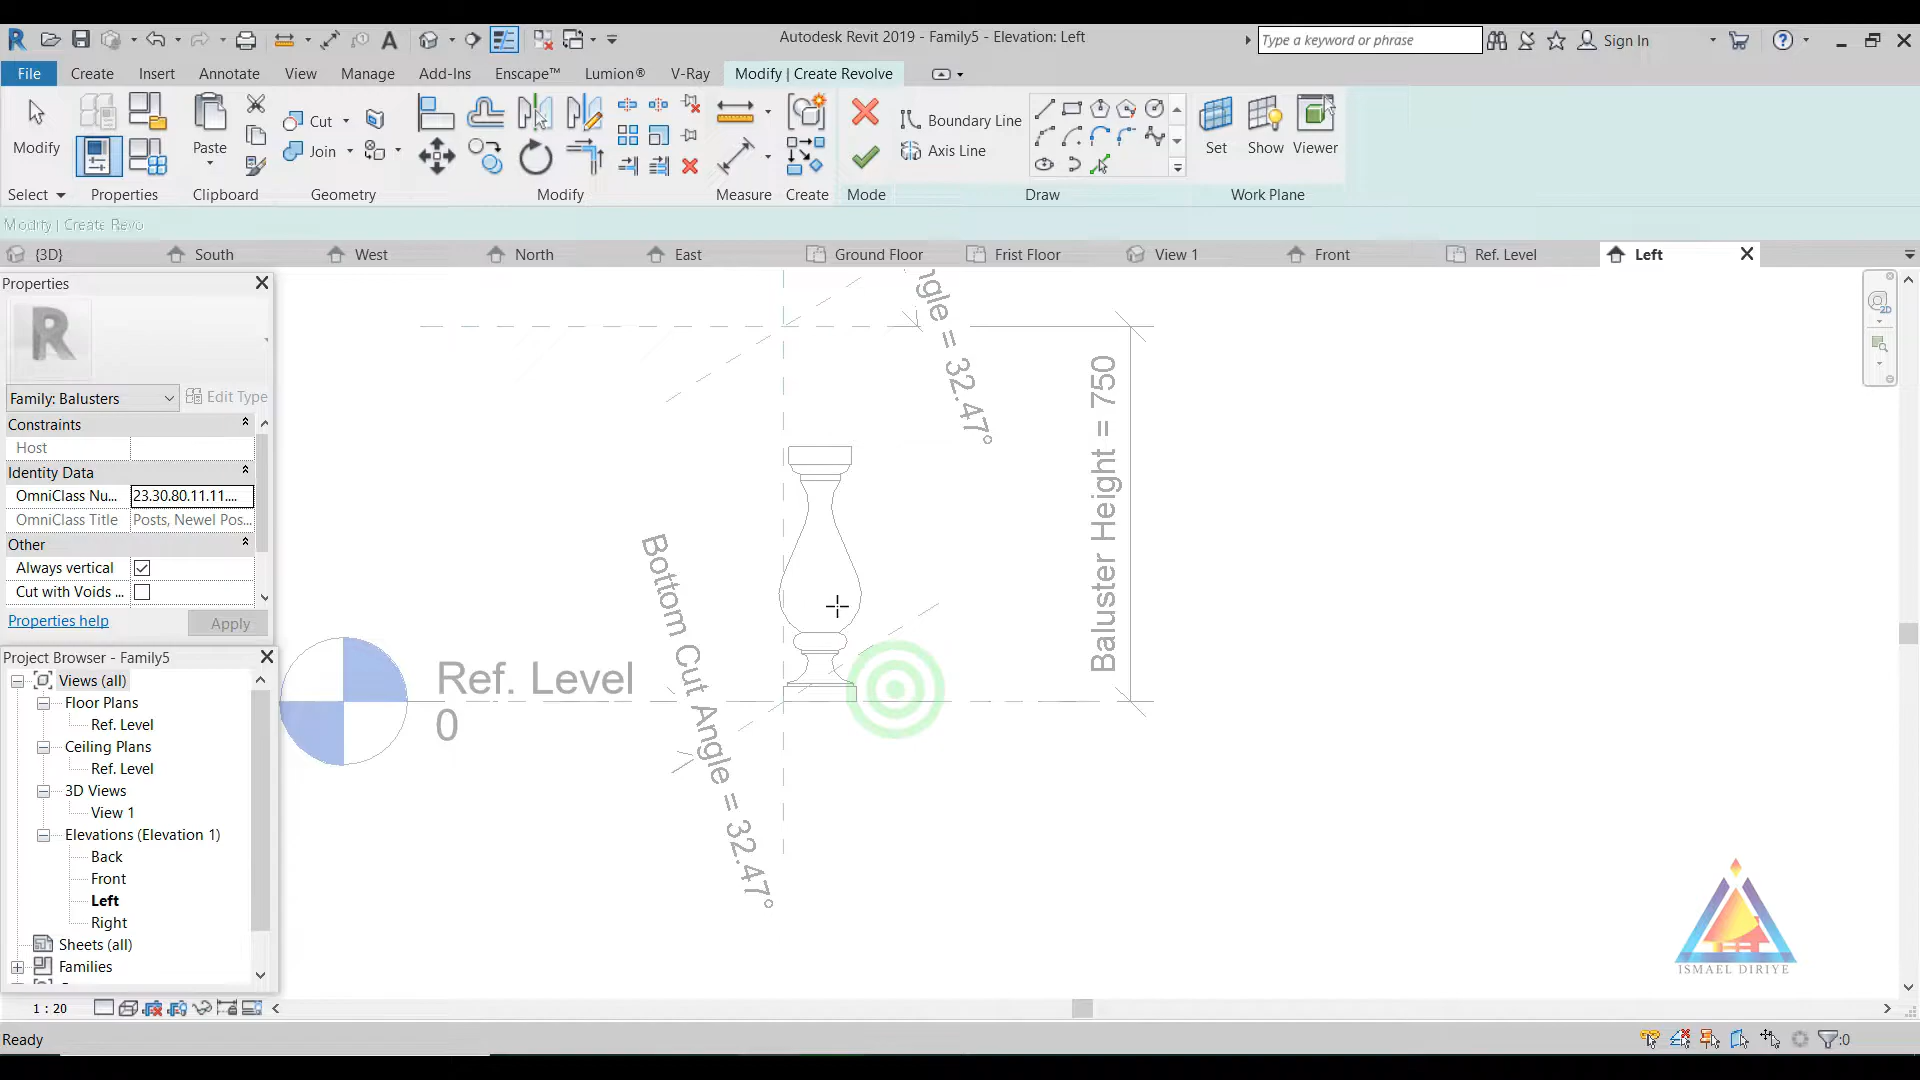 Autodesk Revit 2019 - Family5 - Elevation: Left
Type a keyword or phrase
Sign In
File
Create
Insert
Annotate
View
Manage
Add-Ins
Enscape™
Lumion®
V-Ray
Modify | Create Revolve
Modify
Paste
Cut
Join
Boundary Line
Axis Line
Set
Show
Viewer
Select
Properties
Clipboard
Geometry
Modify
Measure
Create
Mode
Draw
Work Plane
Modify | Create Revo
{3D}
South
West
North
East
Ground Floor
Frist Floor
View 1
Front
Ref. Level
Left
Properties
Family: Balusters
Edit Type
Constraints
Host
Identity Data
OmniClass Nu...
23.30.80.11.11....
OmniClass Title
Posts, Newel Pos...
Other
Always vertical
Cut with Voids ...
Properties help
Apply
Project Browser - Family5
Views (all)
Floor Plans
Ref. Level
Ceiling Plans
Ref. Level
3D Views
View 1
Elevations (Elevation 1)
Back
Front
Left
Right
Sheets (all)
Families
ngle = 32.47°
Baluster Height = 750
Bottom Cut Angle = 32.47°
Ref. Level
0
2D
ISMAEL DIRIYE
1 : 20
Ready
:0